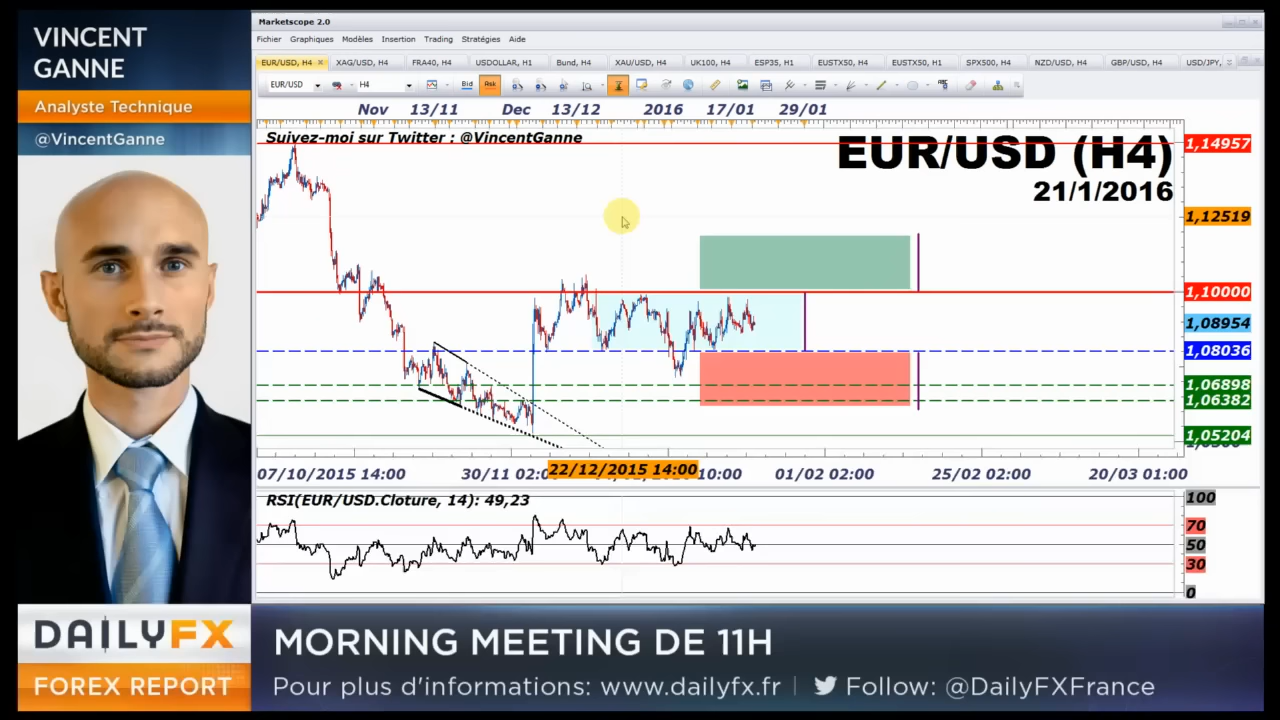 VINCENT
GANNE
Analyste Technique
@VincentGanne
Marketscope 2.0
Fichier Graphiques Modèles Insertion Trading Stratégies Aide
EUR/USD, H4 XAG/USD, H4 FRA40, H4 USDOLLAR, H1 Bund, H4 XAU/USD, H4 UK100, H4 ESP35, H1 EUSTX50, H4 EUSTX50, H1 SPX500, H4 NZD/USD, H4 GBP/USD, H4 USD/JPY,
EUR/USD H4 Bid
Nov 13/11 Dec 13/12 2016 17/01 29/01
Suivez-moi sur Twitter : @VincentGanne
EUR/USD (H4)
21/1/2016
1,14957
1,12519
1,10000
1,08954
1,08036
1,06898
1,06382
1,05204
07/10/2015 14:00 30/11 02:0 22/12/2015 14:00 10:00 01/02 02:00 25/02 02:00 20/03 01:00
RSI(EUR/USD.Cloture, 14): 49,23
100
70
50
30
0
DAILYFX
FOREX REPORT
MORNING MEETING DE 11H
Pour plus d'informations: www.dailyfx.fr | Follow: @DailyFXFrance